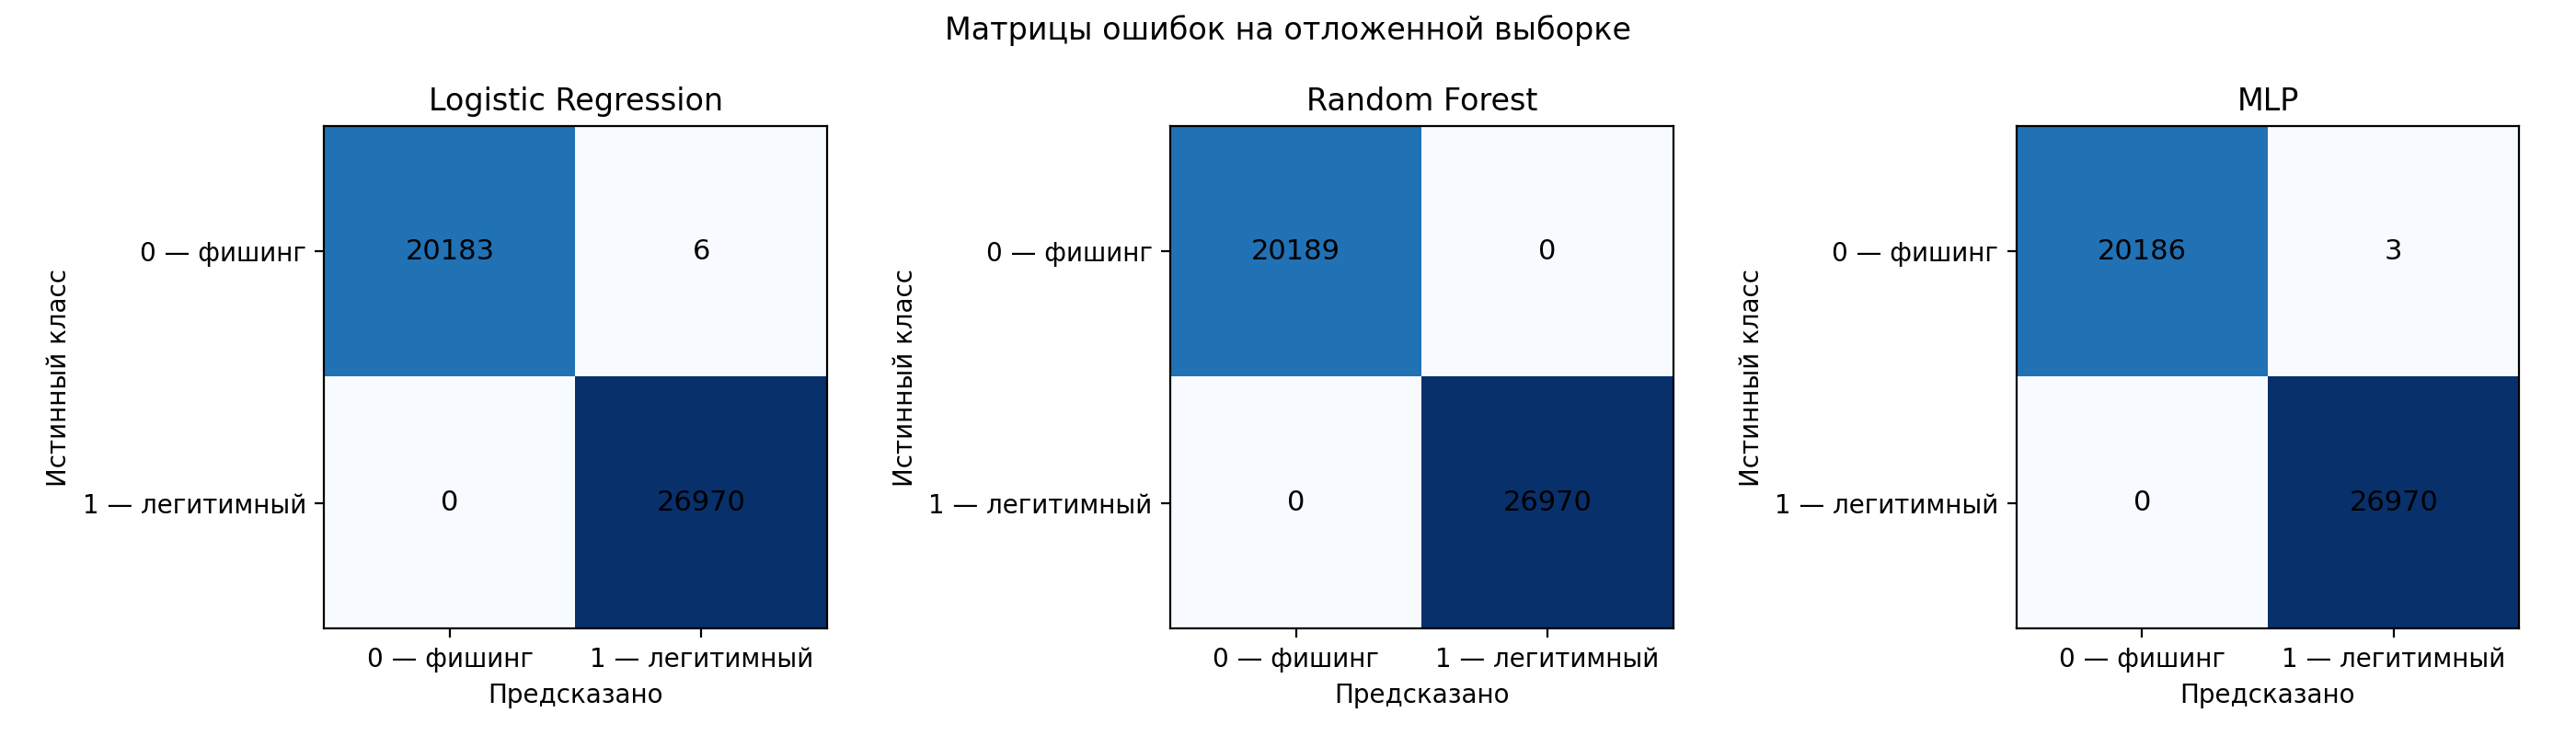 Матрицы ошибок на отложенной выборке
Logistic Regression
Истинный класс
0 — фишинг
20183
6
1 — легитимный
0
26970
0 — фишинг
1 — легитимный
Предсказано
Random Forest
Истинный класс
0 — фишинг
20189
0
1 — легитимный
0
26970
0 — фишинг
1 — легитимный
Предсказано
MLP
Истинный класс
0 — фишинг
20186
3
1 — легитимный
0
26970
0 — фишинг
1 — легитимный
Предсказано